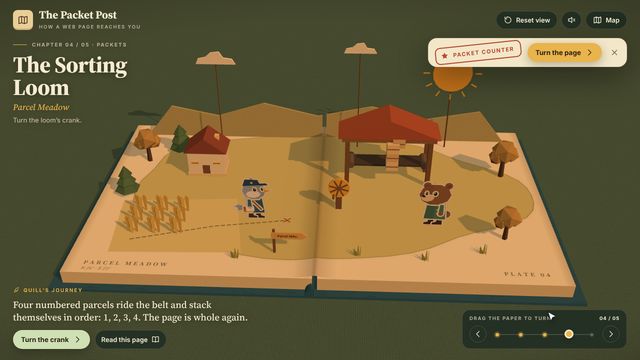 The Packet Post
HOW A WEB PAGE REACHES YOU
Reset view
Map
CHAPTER 04 / 05 · PACKETS
The Sorting
Loom
Parcel Meadow
Turn the loom's crank.
PACKET COUNTER
Turn the page
PARCEL MEADOW
PLATE 04
QUILL'S JOURNEY
Four numbered parcels ride the belt and stack
themselves in order: 1, 2, 3, 4. The page is whole again.
Turn the crank
Read this page
DRAG THE PAPER TO TURN
04 / 05